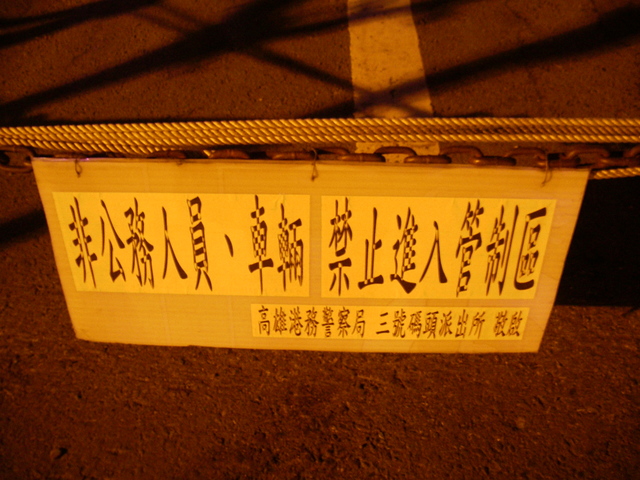 非公務人員、車輛 禁止進入管制區
高雄港務警察局 三號碼頭派出所 敬啟